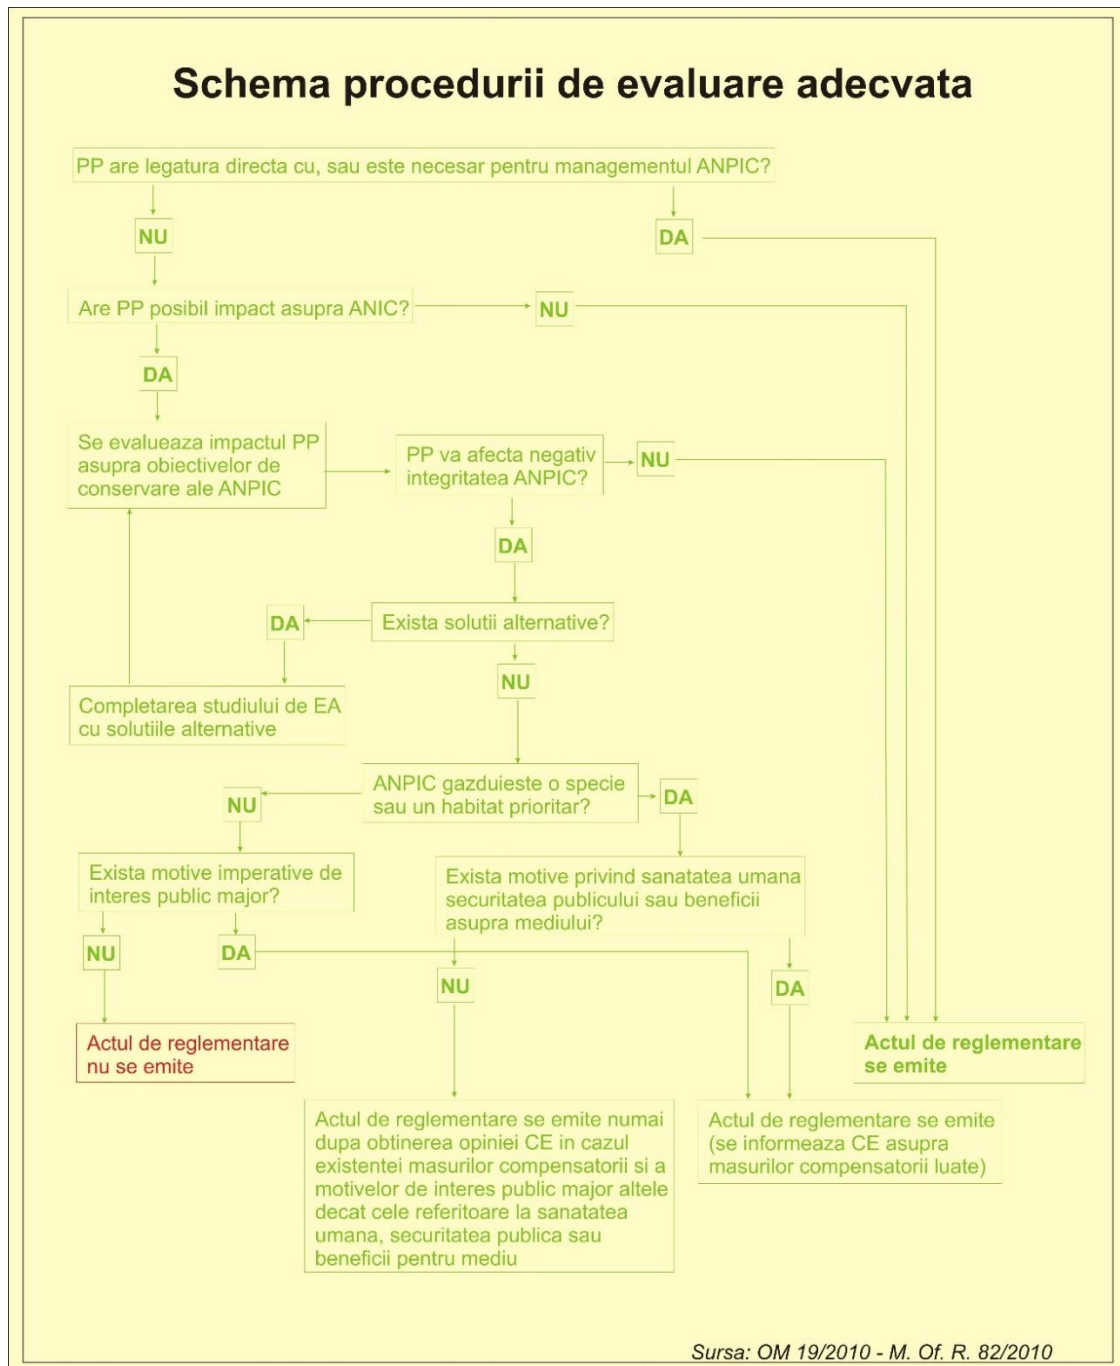 Schema procedurii de evaluare adecvata
PP are legatura directa cu, sau este necesar pentru managementul ANPIC?
NU
DA
Are PP posibil impact asupra ANIC?
NU
DA
Se evalueaza impactul PP
asupra obiectivelor de
conservare ale ANPIC
PP va afecta negativ
integritatea ANPIC?
NU
DA
Exista solutii alternative?
DA
NU
Completarea studiului de EA
cu solutiile alternative
ANPIC gazduieste o specie
sau un habitat prioritar?
NU
DA
Exista motive imperative de
interes public major?
Exista motive privind sanatatea umana
securitatea publicului sau beneficii
asupra mediului?
NU
DA
NU
DA
Actul de reglementare
nu se emite
Actul de reglementare
se emite
Actul de reglementare se emite numai
dupa obtinerea opiniei CE in cazul
existentei masurilor compensatorii si a
motivelor de interes public major altele
decat cele referitoare la sanatatea
umana, securitatea publica sau
beneficii pentru mediu
Actul de reglementare se emite
(se informeaza CE asupra
masurilor compensatorii luate)
Sursa: OM 19/2010 - M. Of. R. 82/2010